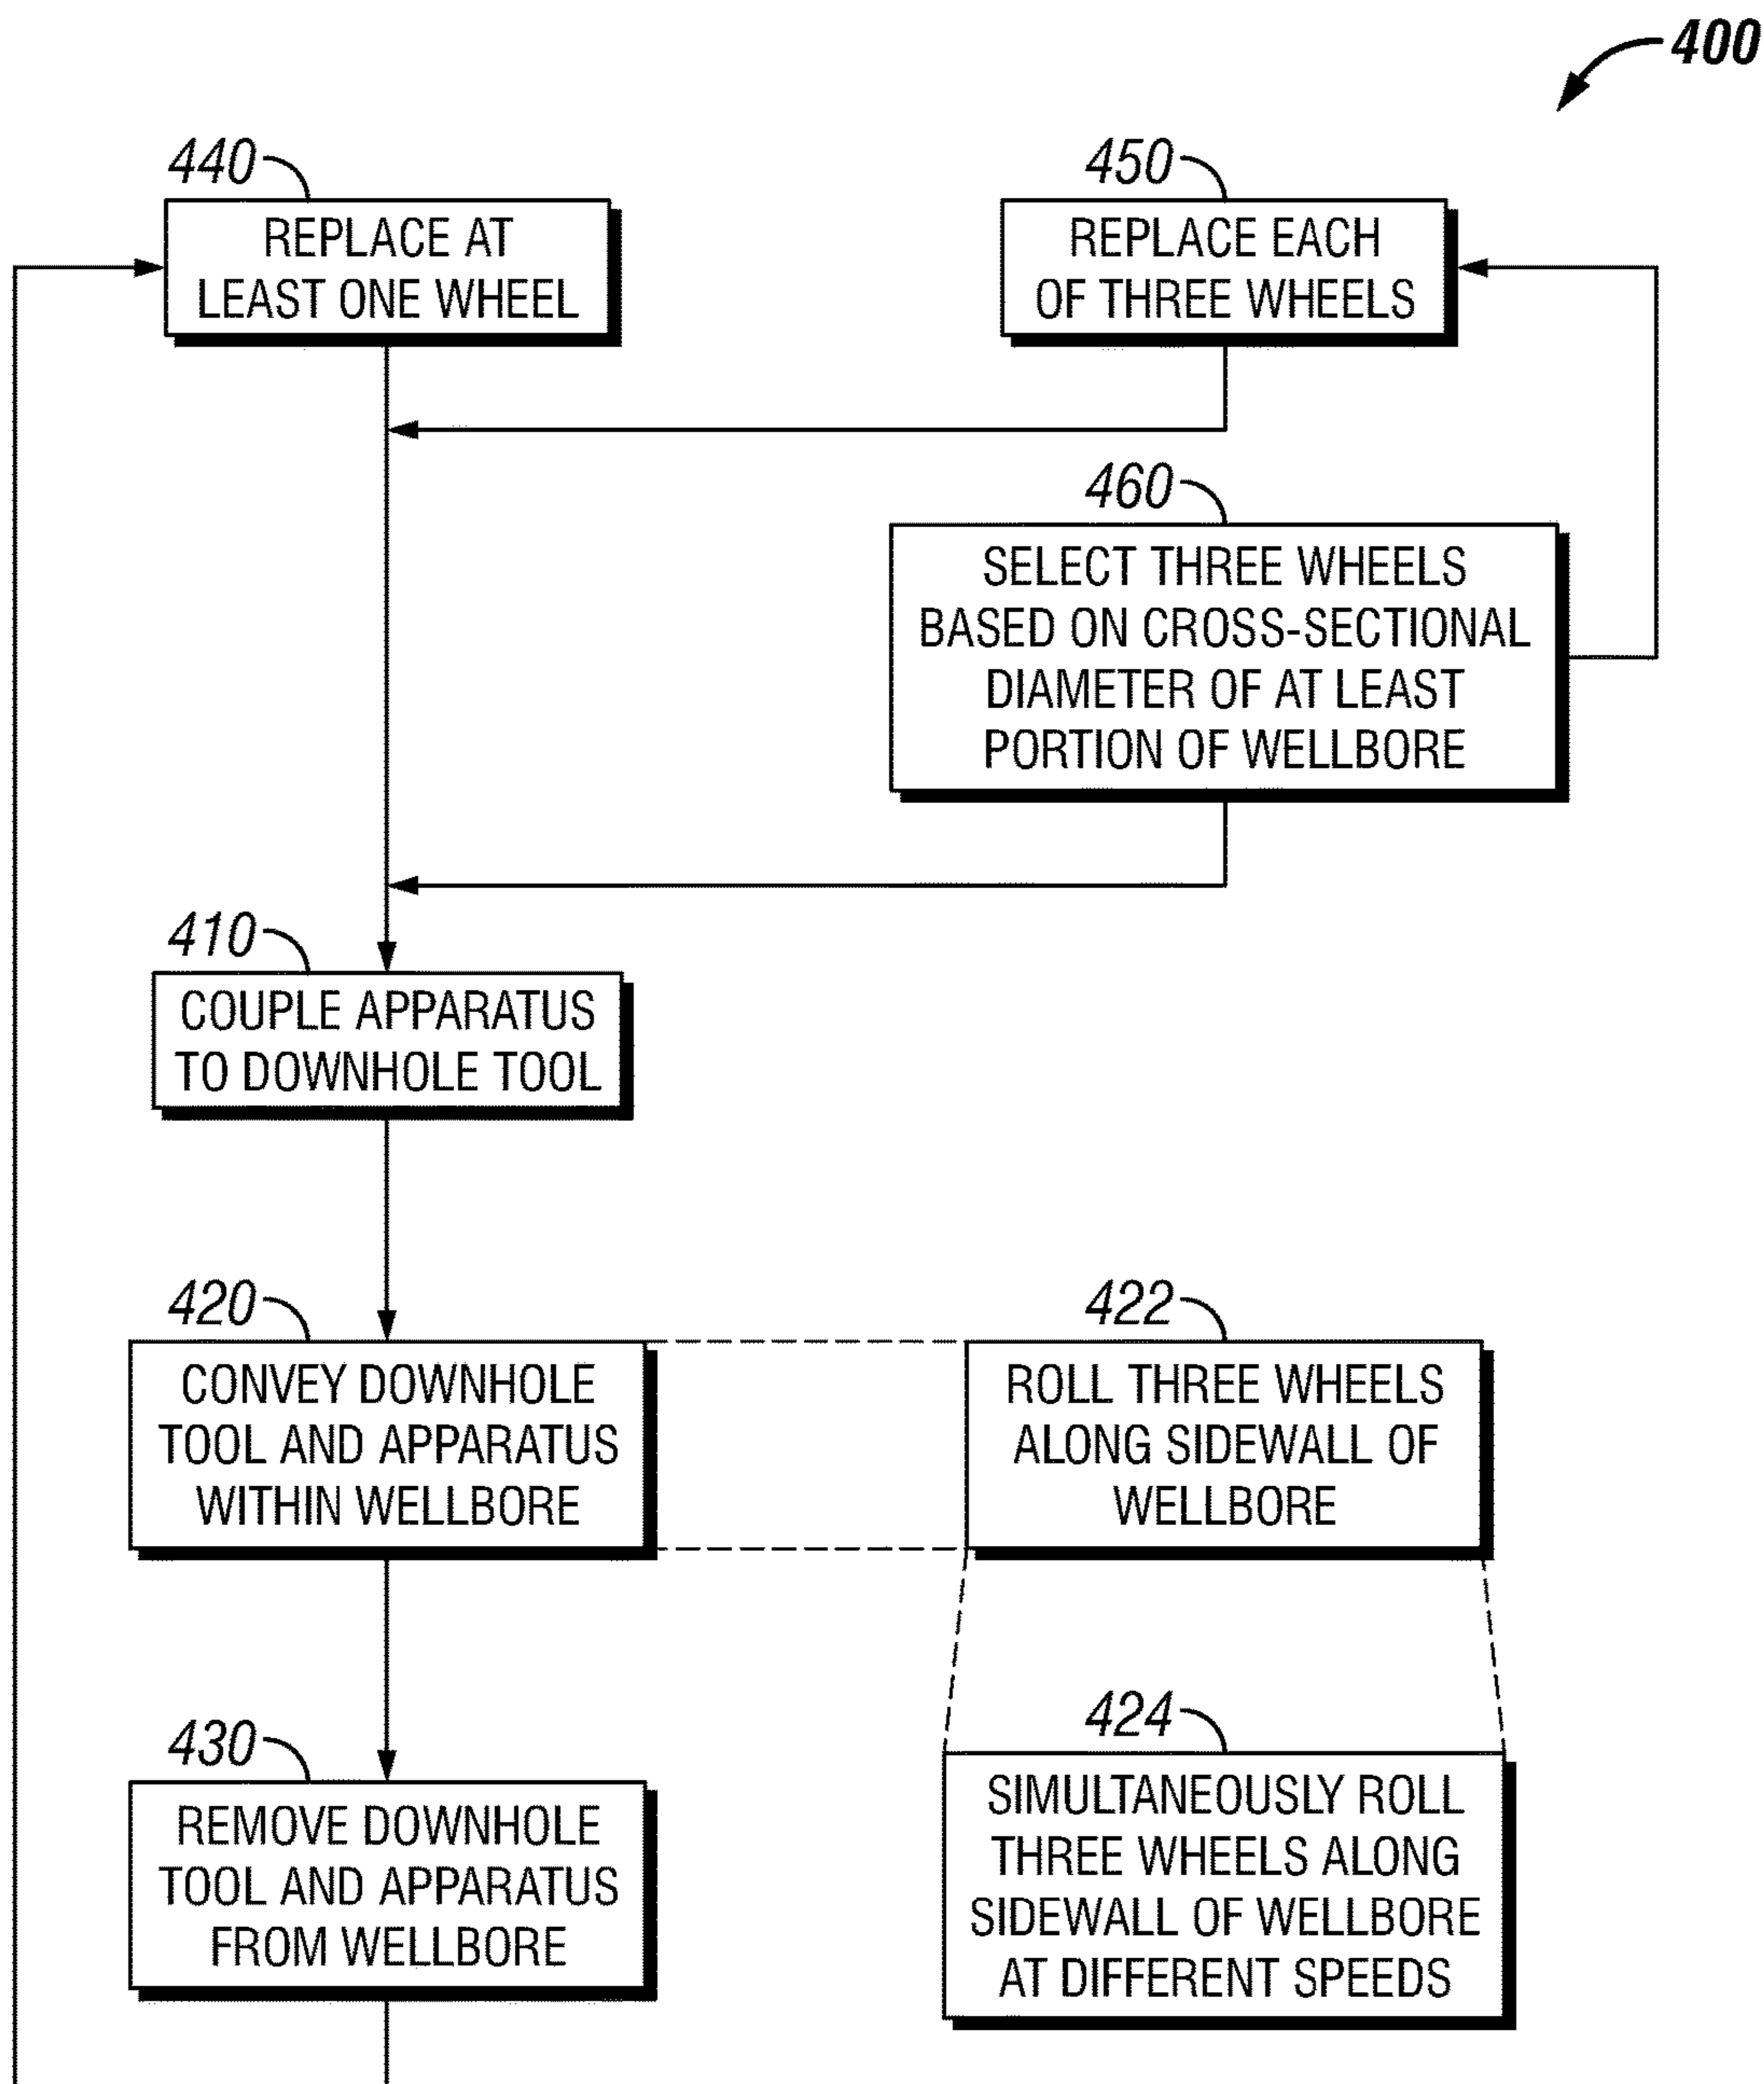 400
440
REPLACE AT
LEAST ONE WHEEL
450
REPLACE EACH
OF THREE WHEELS
460
SELECT THREE WHEELS
BASED ON CROSS-SECTIONAL
DIAMETER OF AT LEAST
PORTION OF WELLBORE
410
COUPLE APPARATUS
TO DOWNHOLE TOOL
420
CONVEY DOWNHOLE
TOOL AND APPARATUS
WITHIN WELLBORE
422
ROLL THREE WHEELS
ALONG SIDEWALL OF
WELLBORE
430
REMOVE DOWNHOLE
TOOL AND APPARATUS
FROM WELLBORE
424
SIMULTANEOUSLY ROLL
THREE WHEELS ALONG
SIDEWALL OF WELLBORE
AT DIFFERENT SPEEDS